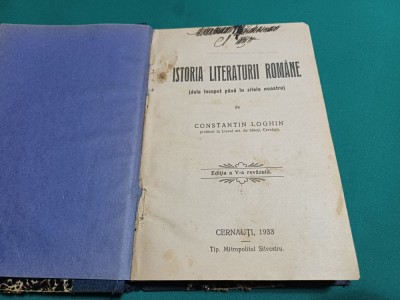 ISTORIA LITERATURII ROMÂNE
(dela început până în zilele noastre)
de
CONSTANTIN LOGHIN
profesor la Liceul ort. de băieți, Cernăuți.
Ediția a V-a revăzută.
CERNAUȚI, 1933
Tip. Mitropolitul Silvestru.